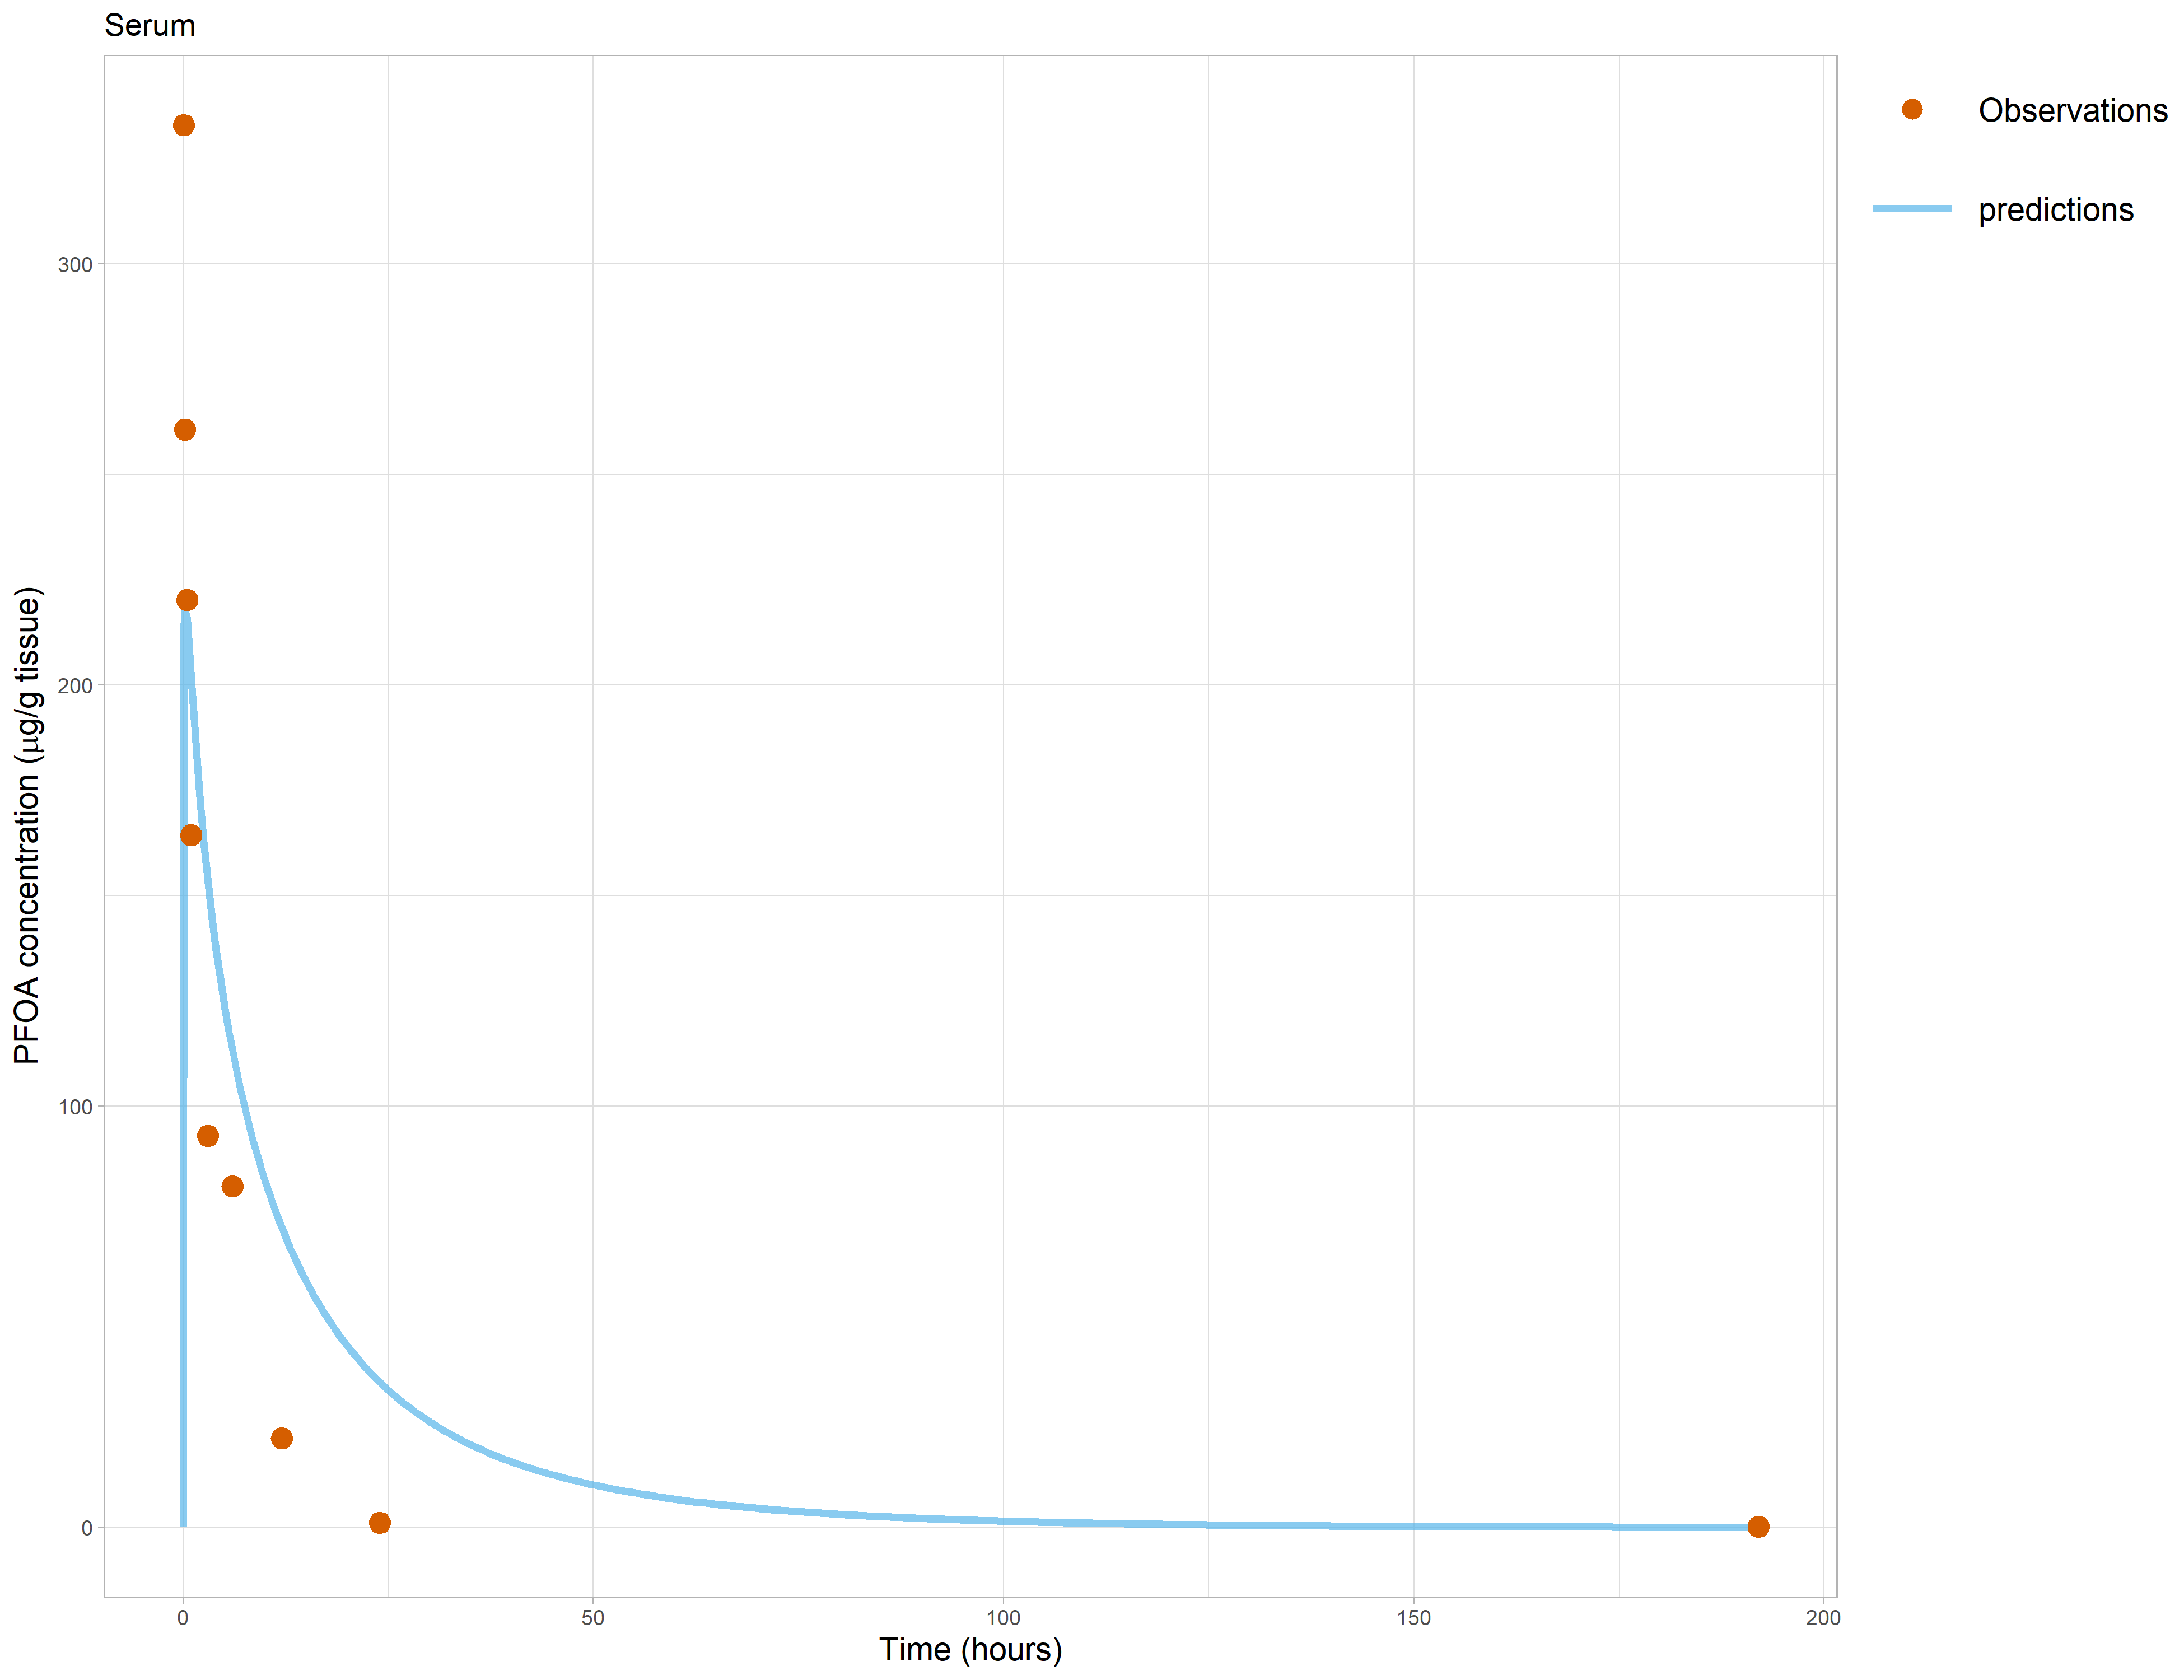 Serum
Observations
predictions
PFOA concentration (μg/g tissue)
300
200
100
0
0
50
100
150
200
Time (hours)